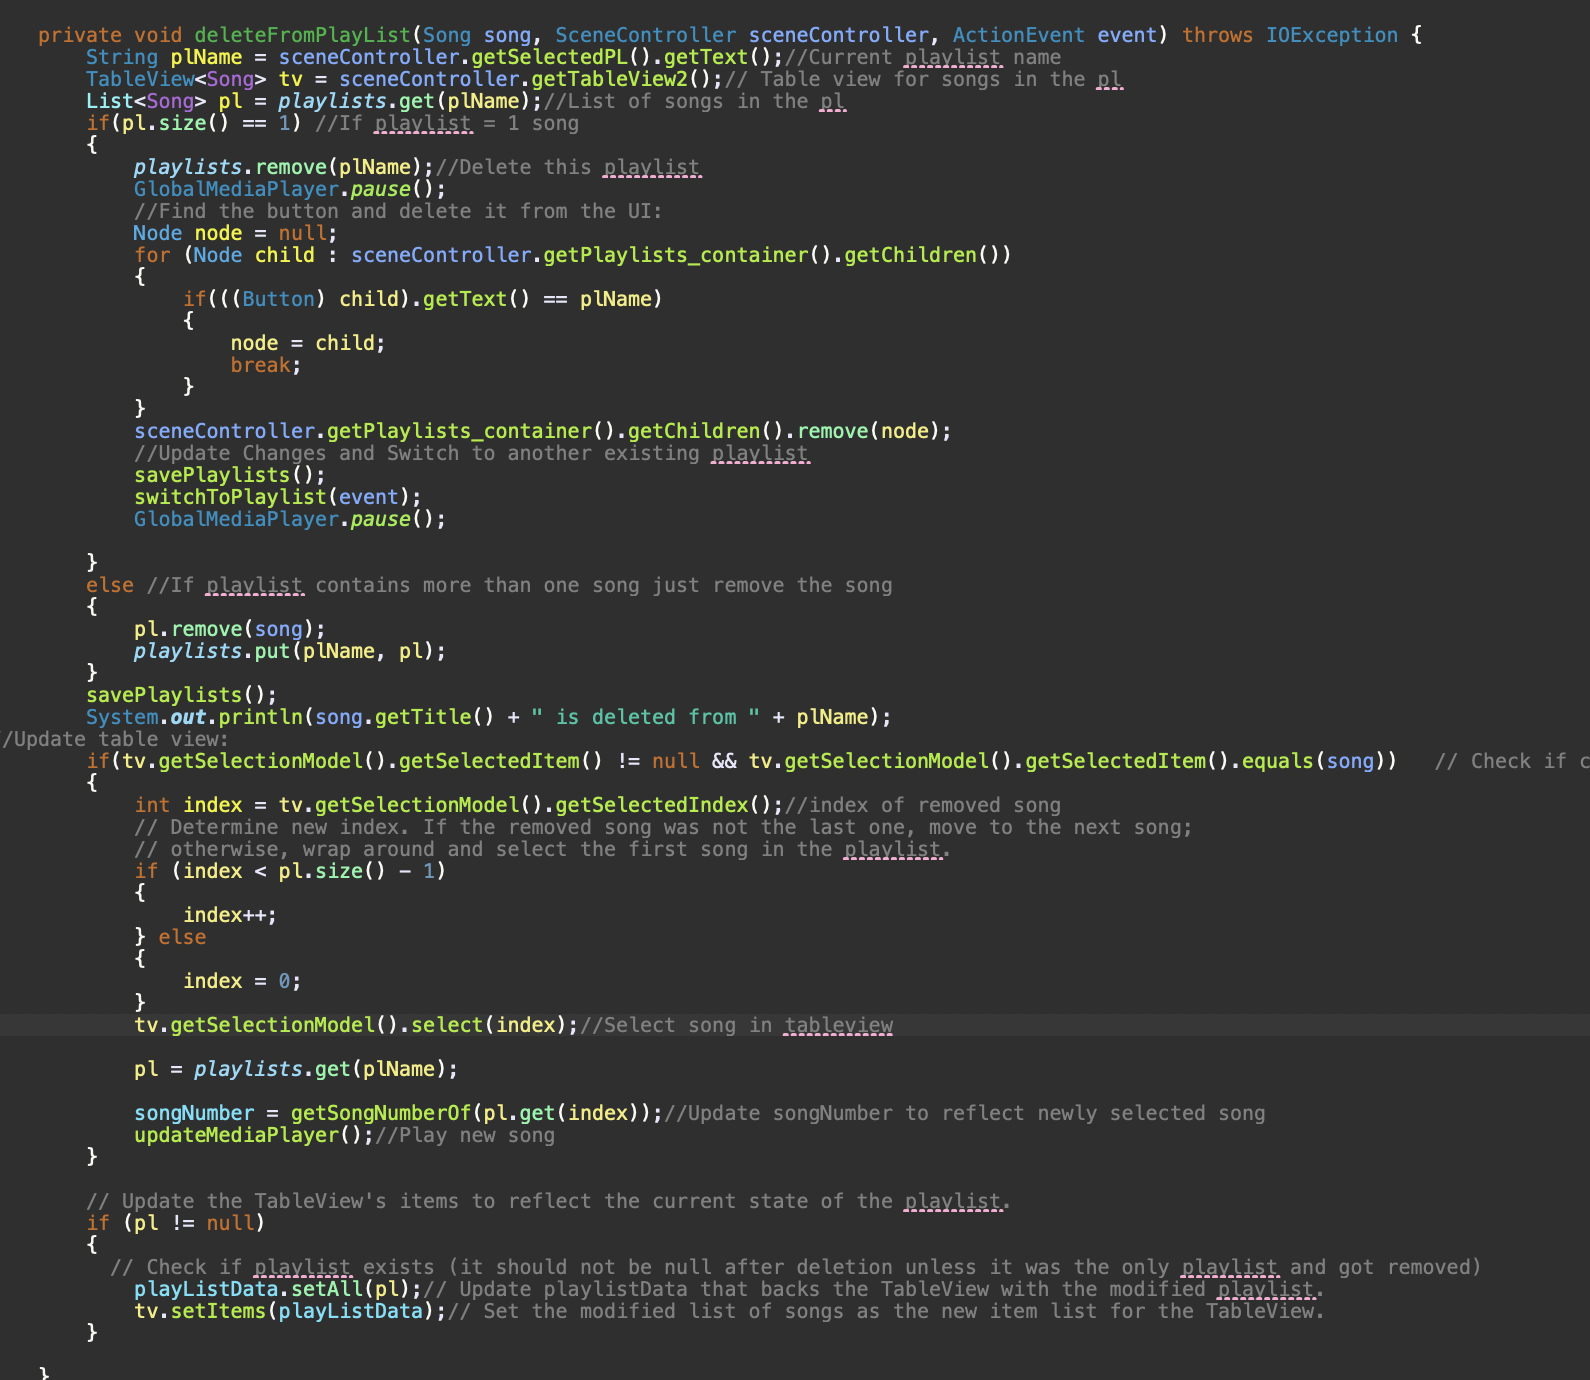 private void deleteFromPlayList(Song song, SceneController sceneController, ActionEvent event) throws IOException {
String plName = sceneController.getSelectedPL().getText();//Current playlist name
TableView<Song> tv = sceneController.getTableView2();// Table view for songs in the pl
List<Song> pl = playlists.get(plName);//List of songs in the pl
if(pl.size() == 1) //If playlist = 1 song
{
playlists.remove(plName);//Delete this playlist
GlobalMediaPlayer.pause();
//Find the button and delete it from the UI:
Node node = null;
for (Node child : sceneController.getPlaylists_container().getChildren())
{
if(((Button) child).getText() == plName)
{
node = child;
break;
}
}
sceneController.getPlaylists_container().getChildren().remove(node);
//Update Changes and Switch to another existing playlist
savePlaylists();
switchToPlaylist(event);
GlobalMediaPlayer.pause();
}
else //If playlist contains more than one song just remove the song
{
pl.remove(song);
playlists.put(plName, pl);
}
savePlaylists();
System.out.println(song.getTitle() + " is deleted from " + plName);
/Update table view:
if(tv.getSelectionModel().getSelectedItem() != null && tv.getSelectionModel().getSelectedItem().equals(song)) // Check if c
{
int index = tv.getSelectionModel().getSelectedIndex();//index of removed song
// Determine new index. If the removed song was not the last one, move to the next song;
// otherwise, wrap around and select the first song in the playlist.
if (index < pl.size() - 1)
{
index++;
} else
{
index = 0;
}
tv.getSelectionModel().select(index);//Select song in tableview
pl = playlists.get(plName);
songNumber = getSongNumberOf(pl.get(index));//Update songNumber to reflect newly selected song
updateMediaPlayer();//Play new song
}
// Update the TableView's items to reflect the current state of the playlist.
if (pl != null)
{
// Check if playlist exists (it should not be null after deletion unless it was the only playlist and got removed)
playListData.setAll(pl);// Update playlistData that backs the TableView with the modified playlist.
tv.setItems(playListData);// Set the modified list of songs as the new item list for the TableView.
}
}